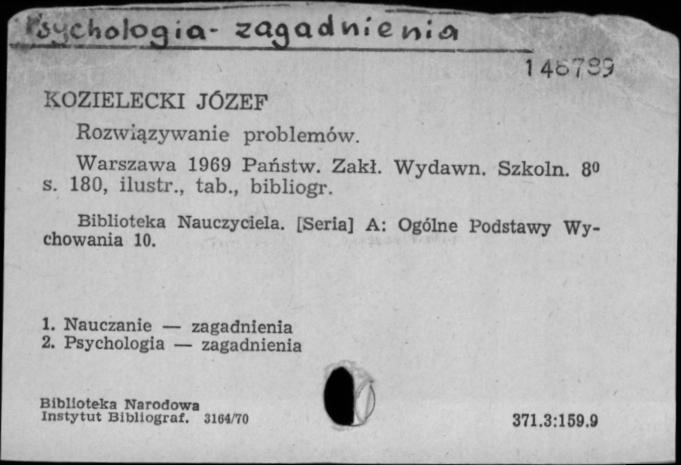 Psychologia - zagadnienia
146789
KOZIELECKI JÓZEF
Rozwiązywanie problemów.
Warszawa 1969 Państw. Zakł. Wydawn. Szkoln. 8⁰
s. 180, ilustr., tab., bibliogr.
Biblioteka Nauczyciela. [Seria] A: Ogólne Podstawy Wy-
chowania 10.
1. Nauczanie — zagadnienia
2. Psychologia — zagadnienia
Biblioteka Narodowa
Instytut Bibliograf. 3164/70
371.3:159.9